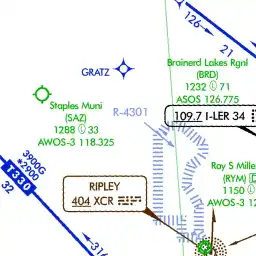 126
21
Brainerd Lakes Rgnl
(BRD)
1232 71
ASOS 126.775
GRATZ
Staples Muni
(SAZ)
1288 33
AWOS-3 118.325
R-4301
109.7 I-LER 34
3900G
*2900
T330
32
Ray S Mille
(RYM)
1150
AWOS-3 12
RIPLEY
404 XCR
316